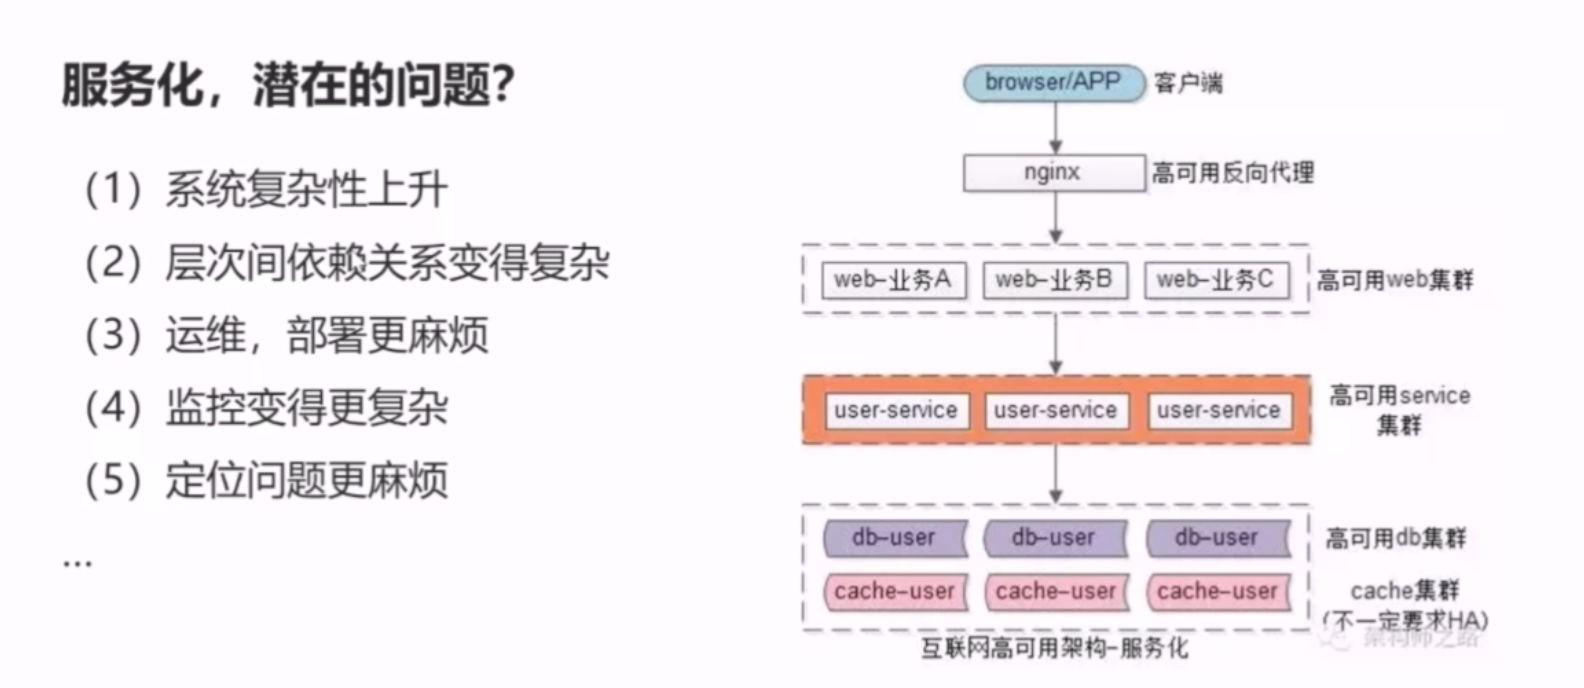 服务化，潜在的问题？
（1）系统复杂性上升
（2）层次间依赖关系变得复杂
（3）运维，部署更麻烦
（4）监控变得更复杂
（5）定位问题更麻烦
...
browser/APP 客户端
nginx 高可用反向代理
web-业务A web-业务B web-业务C 高可用web集群
user-service user-service user-service 高可用service
集群
db-user db-user db-user 高可用db集群
cache-user cache-user cache-user cache集群
(不一定要求HA)
架构师之路
互联网高可用架构-服务化